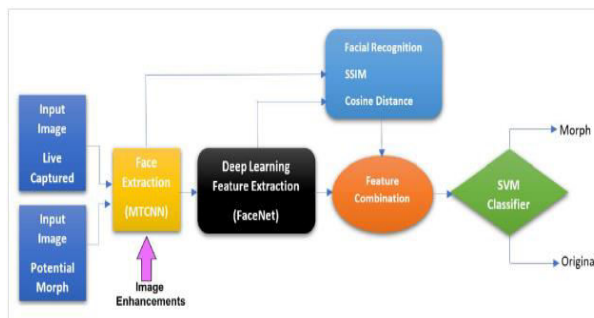 Facial Recognition
SSIM
Cosine Distance
Input
Image
Live
Captured
Input
Image
Potential
Morph
Face
Extraction
(MTCNN)
Image
Enhancements
Deep Learning
Feature Extraction
(FaceNet)
Feature
Combination
SVM
Classifier
Morph
Origina